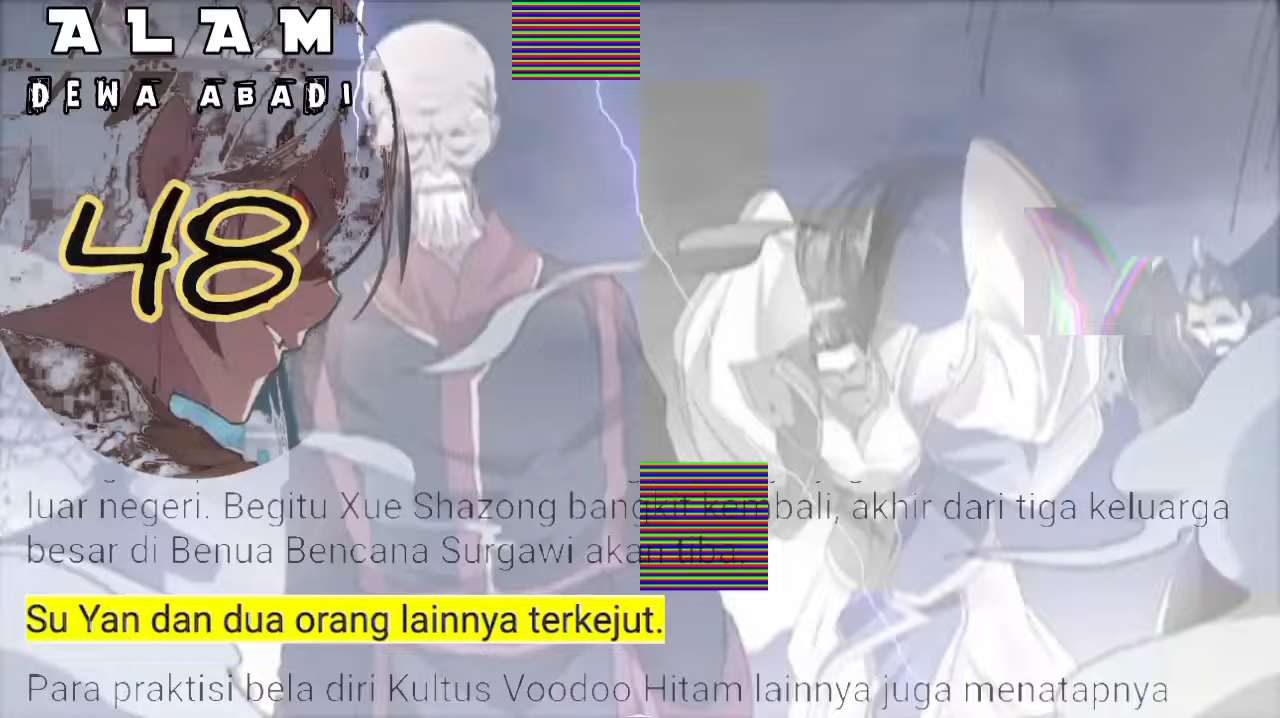 ALAM
DEWA ABADI
48
luar negeri. Begitu Xue Shazong bangkit kembali, akhir dari tiga keluarga
besar di Benua Bencana Surgawi akan tiba.
Su Yan dan dua orang lainnya terkejut.
Para praktisi bela diri Kultus Voodoo Hitam lainnya juga menatapnya